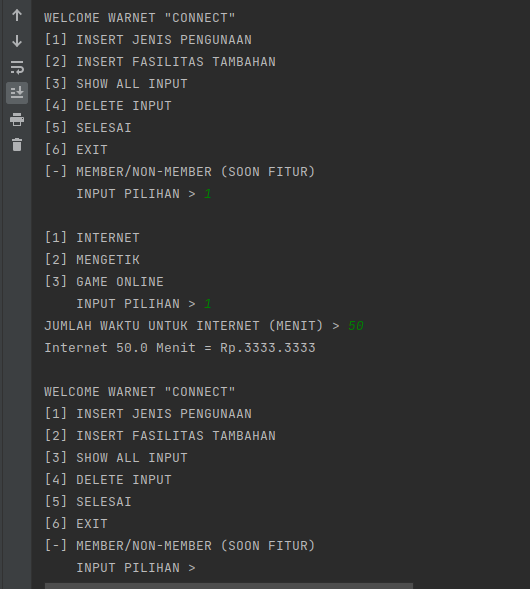 WELCOME WARNET "CONNECT"
[1] INSERT JENIS PENGUNAAN
[2] INSERT FASILITAS TAMBAHAN
[3] SHOW ALL INPUT
[4] DELETE INPUT
[5] SELESAI
[6] EXIT
[-] MEMBER/NON-MEMBER (SOON FITUR)
INPUT PILIHAN > 1
[1] INTERNET
[2] MENGETIK
[3] GAME ONLINE
INPUT PILIHAN > 1
JUMLAH WAKTU UNTUK INTERNET (MENIT) > 50
Internet 50.0 Menit = Rp.3333.3333
WELCOME WARNET "CONNECT"
[1] INSERT JENIS PENGUNAAN
[2] INSERT FASILITAS TAMBAHAN
[3] SHOW ALL INPUT
[4] DELETE INPUT
[5] SELESAI
[6] EXIT
[-] MEMBER/NON-MEMBER (SOON FITUR)
INPUT PILIHAN >